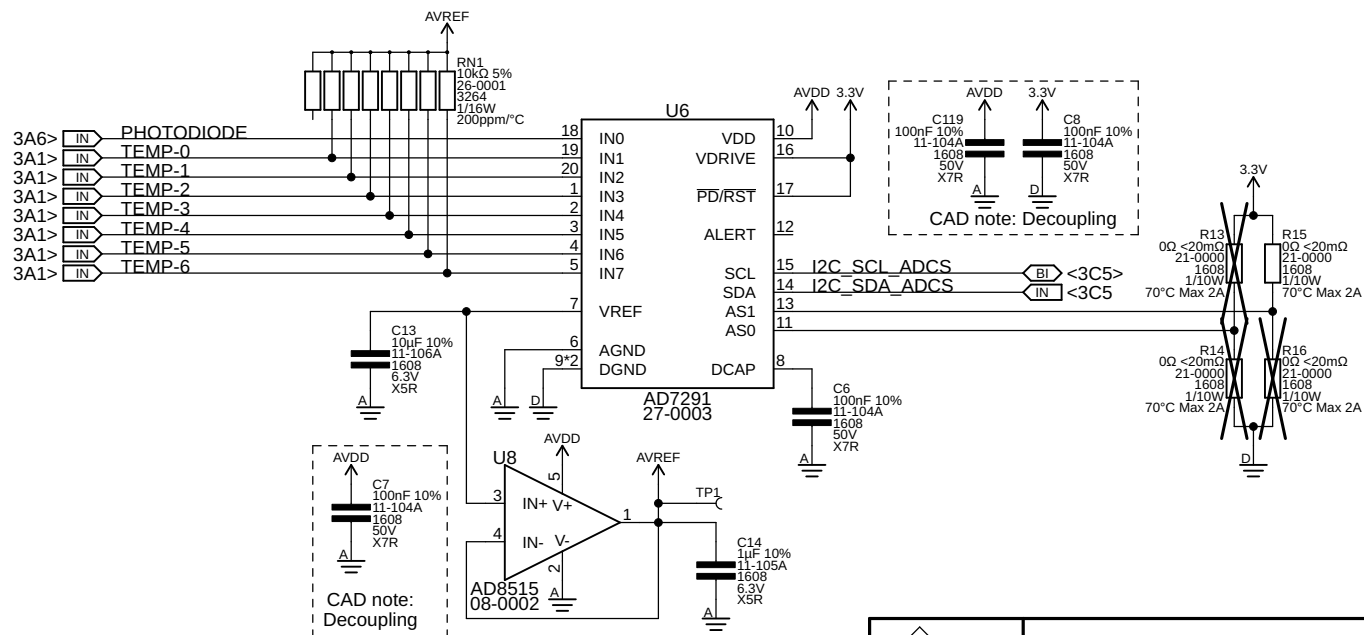 AVREF
RN1
10kΩ 5%
26-0001
3264
1/16W
200ppm/°C
3A6> IN PHOTODIODE
3A1> IN TEMP-0
3A1> IN TEMP-1
3A1> IN TEMP-2
3A1> IN TEMP-3
3A1> IN TEMP-4
3A1> IN TEMP-5
3A1> IN TEMP-6
U6
18 IN0
19 IN1
20 IN2
1 IN3
2 IN4
3 IN5
4 IN6
5 IN7
7 VREF
6 AGND
9*2 DGND
VDD 10
VDRIVE 16
PD/RST 17
ALERT 12
SCL 15
SDA 14
AS1 13
AS0 11
DCAP 8
AD7291
27-0003
AVDD 3.3V
I2C_SCL_ADCS BI <3C5>
I2C_SDA_ADCS IN <3C5
AVDD
C119
100nF 10%
11-104A
1608
50V
X7R
A
3.3V
C8
100nF 10%
11-104A
1608
50V
X7R
D
CAD note: Decoupling
3.3V
R13
0Ω <20mΩ
21-0000
1608
1/10W
70°C Max 2A
R15
0Ω <20mΩ
21-0000
1608
1/10W
70°C Max 2A
R14
0Ω <20mΩ
21-0000
1608
1/10W
70°C Max 2A
R16
0Ω <20mΩ
21-0000
1608
1/10W
70°C Max 2A
D
C13
10µF 10%
11-106A
1608
6.3V
X5R
A
A
D
C6
100nF 10%
11-104A
1608
50V
X7R
A
AVDD
C7
100nF 10%
11-104A
1608
50V
X7R
A
CAD note:
Decoupling
U8
AVDD
5
3 IN+ V+
4 IN- V-
1
2
A
AD8515
08-0002
AVREF
TP1
C14
1µF 10%
11-105A
1608
6.3V
X5R
A